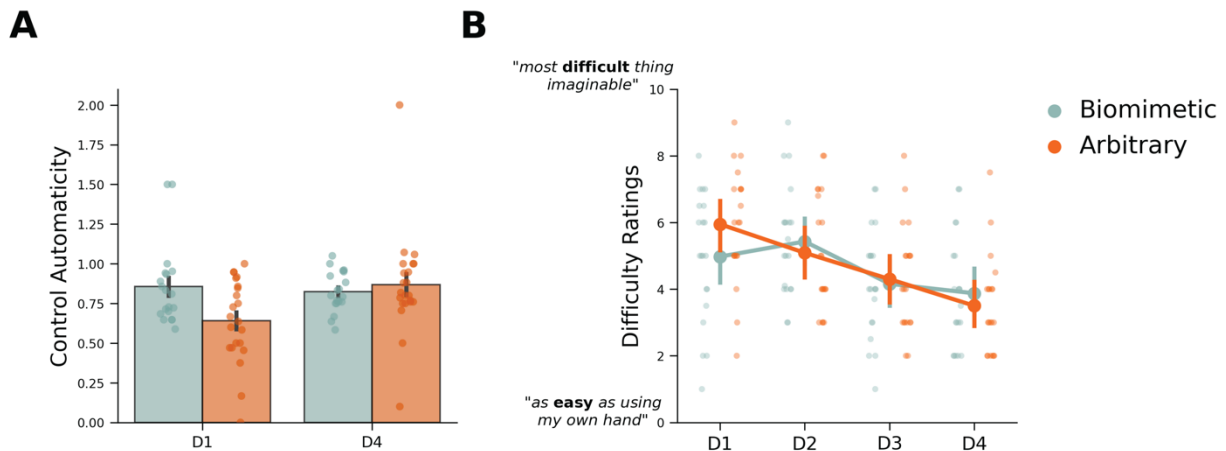 A
B
"most difficult thing
imaginable"
Control Automaticity
2.00
1.75
1.50
1.25
1.00
0.75
0.50
0.25
0.00
D1
D4
Difficulty Ratings
10
8
6
4
2
0
D1
D2
D3
D4
"as easy as using
my own hand"
Biomimetic
Arbitrary